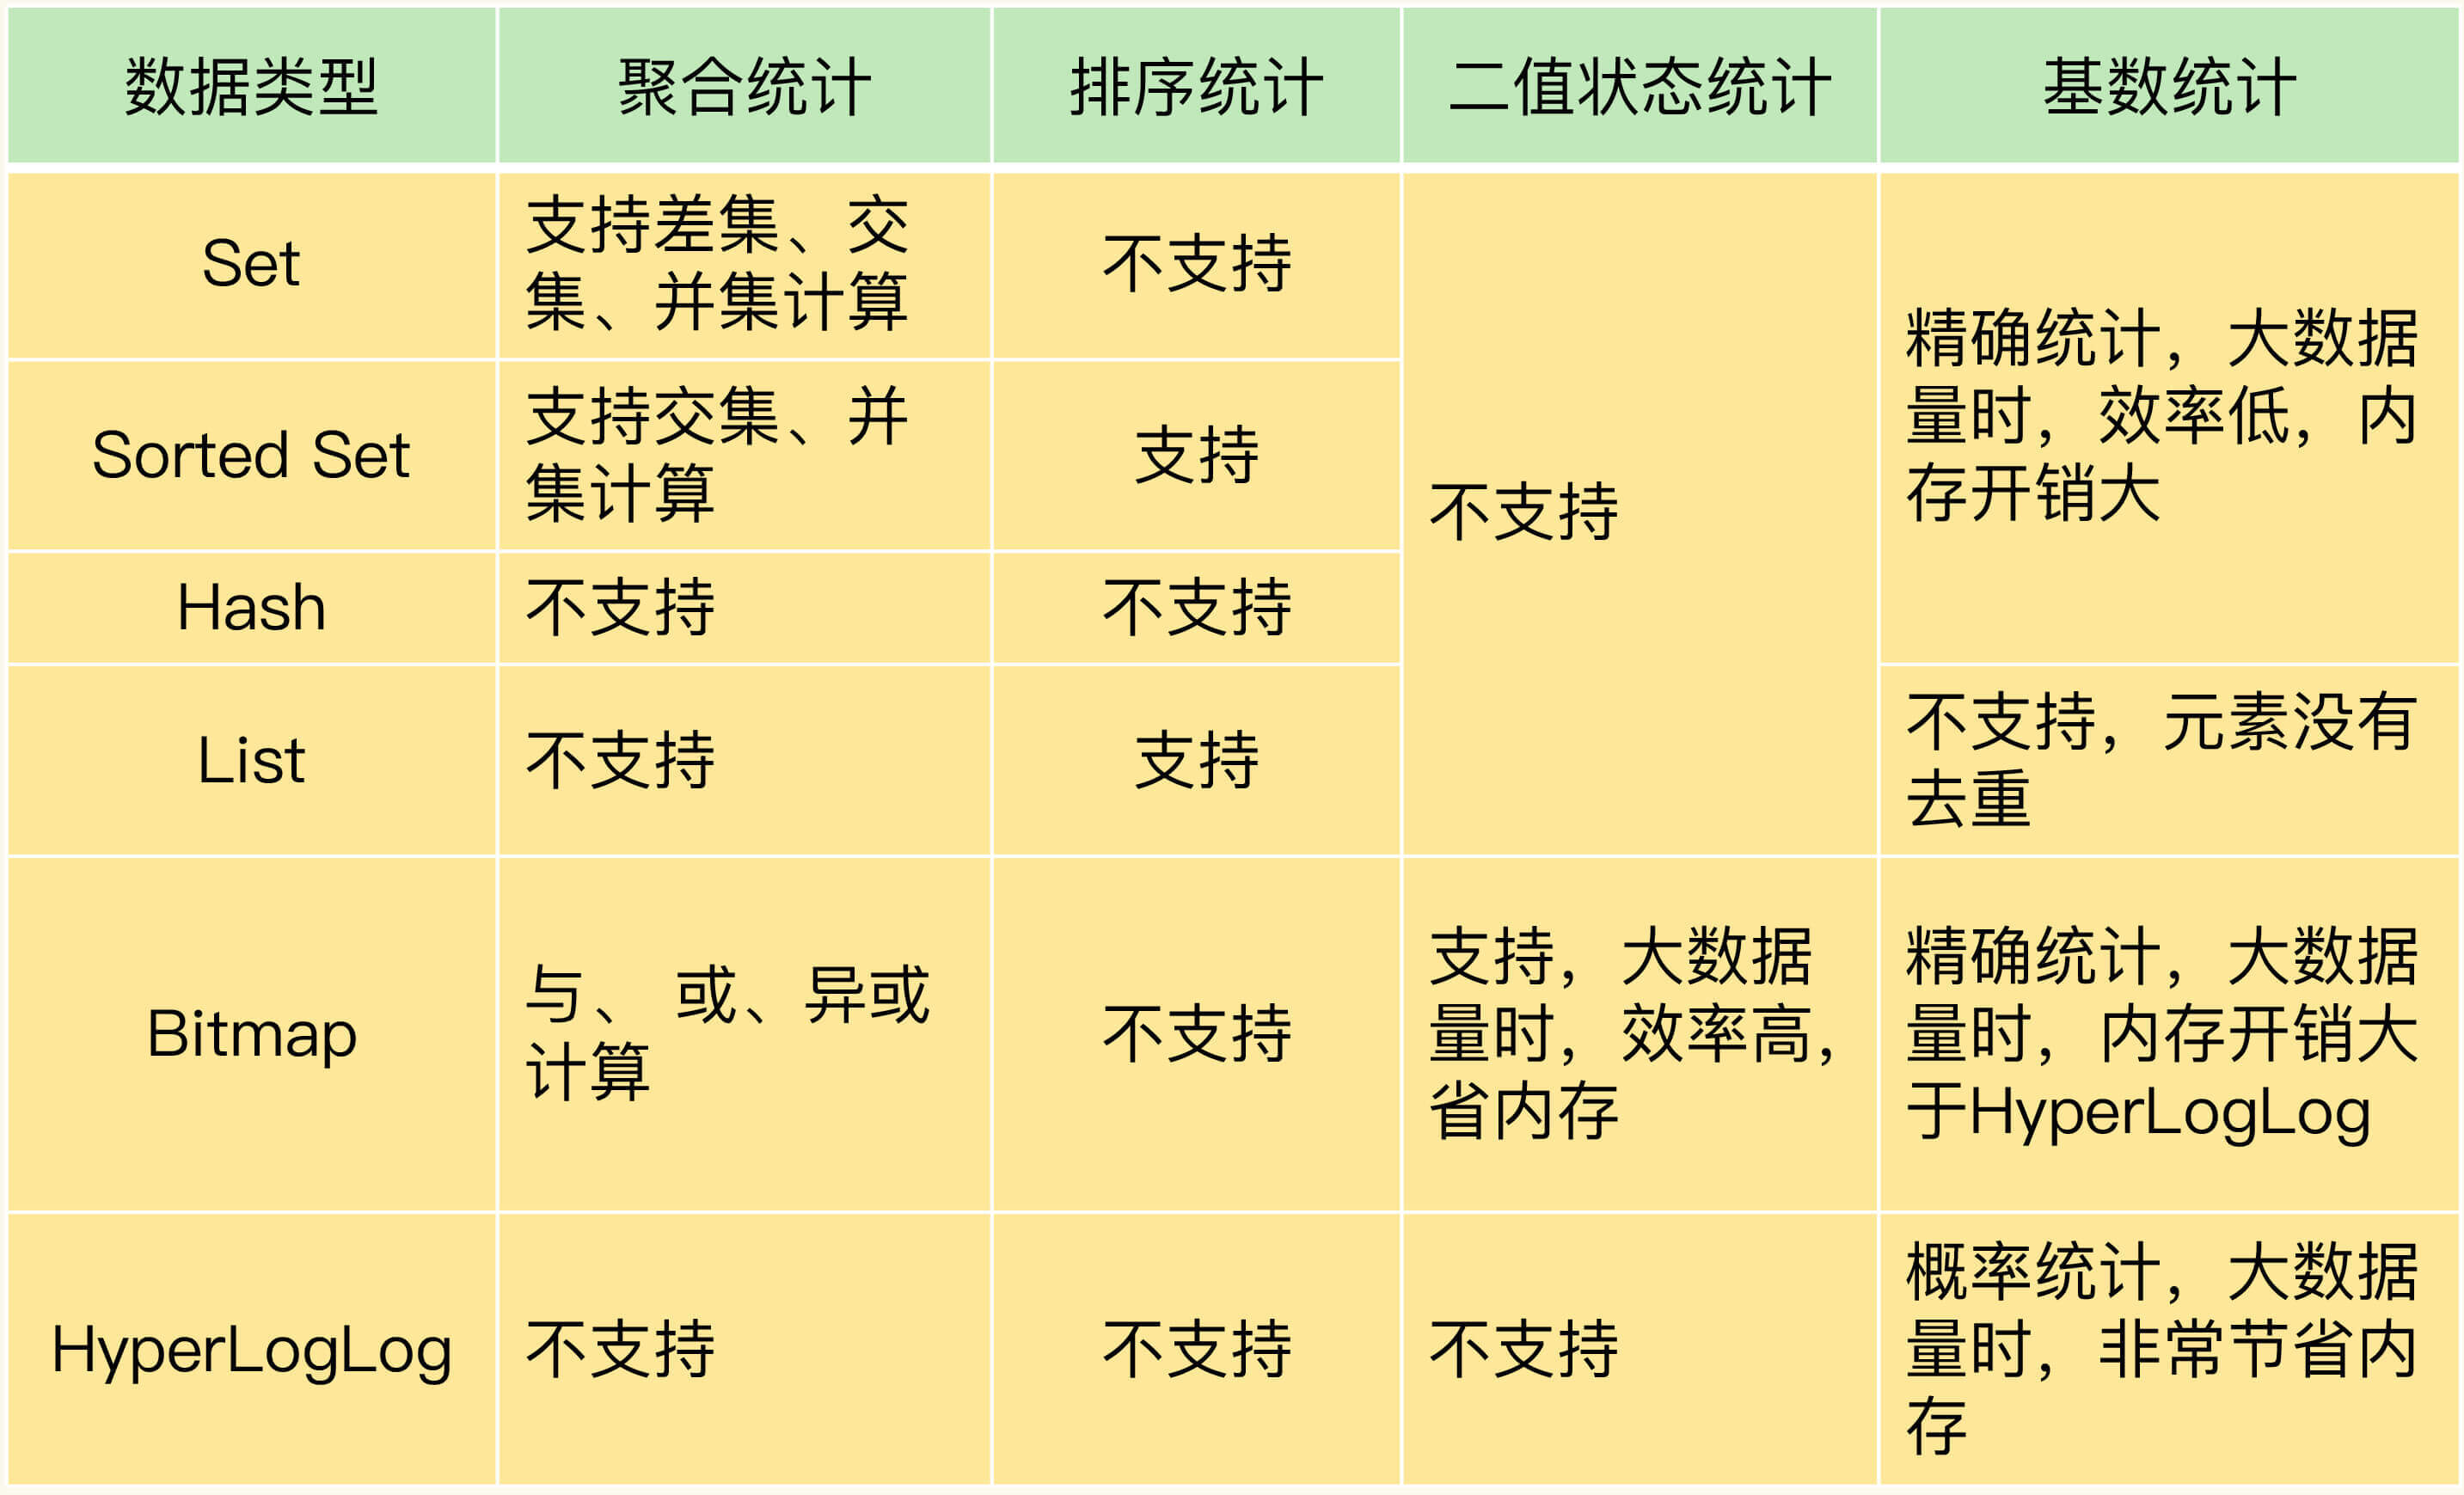 数据类型
聚合统计
排序统计
二值状态统计
基数统计
Set
支持差集、交
集、并集计算
不支持
不支持
精确统计，大数据
量时，效率低，内
存开销大
Sorted Set
支持交集、并
集计算
支持
Hash
不支持
不支持
List
不支持
支持
不支持，元素没有
去重
Bitmap
与、 或、异或
计算
不支持
支持，大数据
量时，效率高，
省内存
精确统计，大数据
量时，内存开销大
于HyperLogLog
HyperLogLog
不支持
不支持
不支持
概率统计，大数据
量时，非常节省内
存